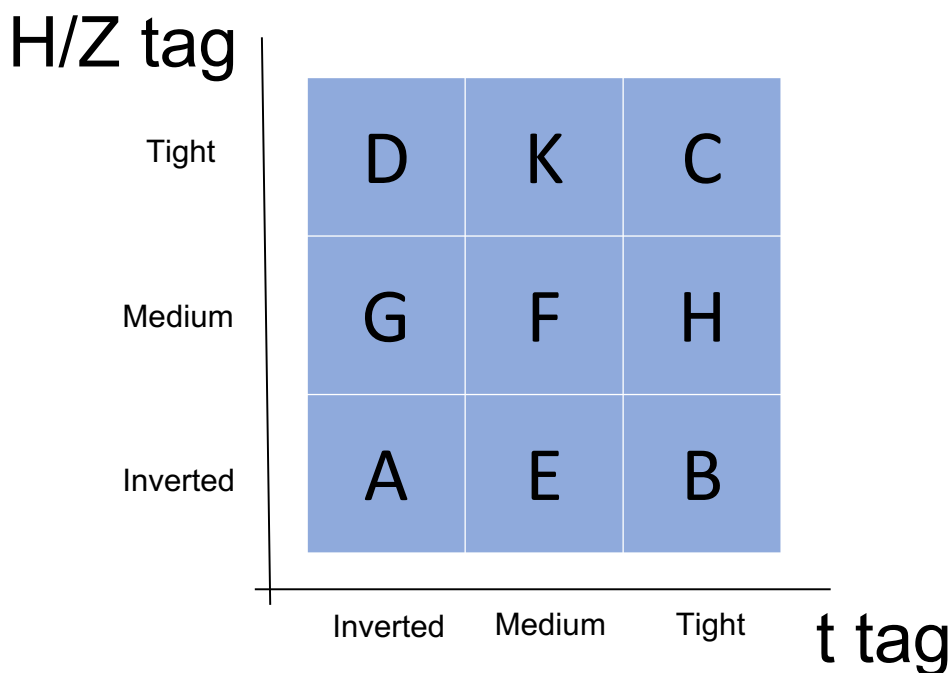 H/Z tag
Tight
D K C
Medium
G F H
Inverted
A E B
Inverted Medium Tight
t tag